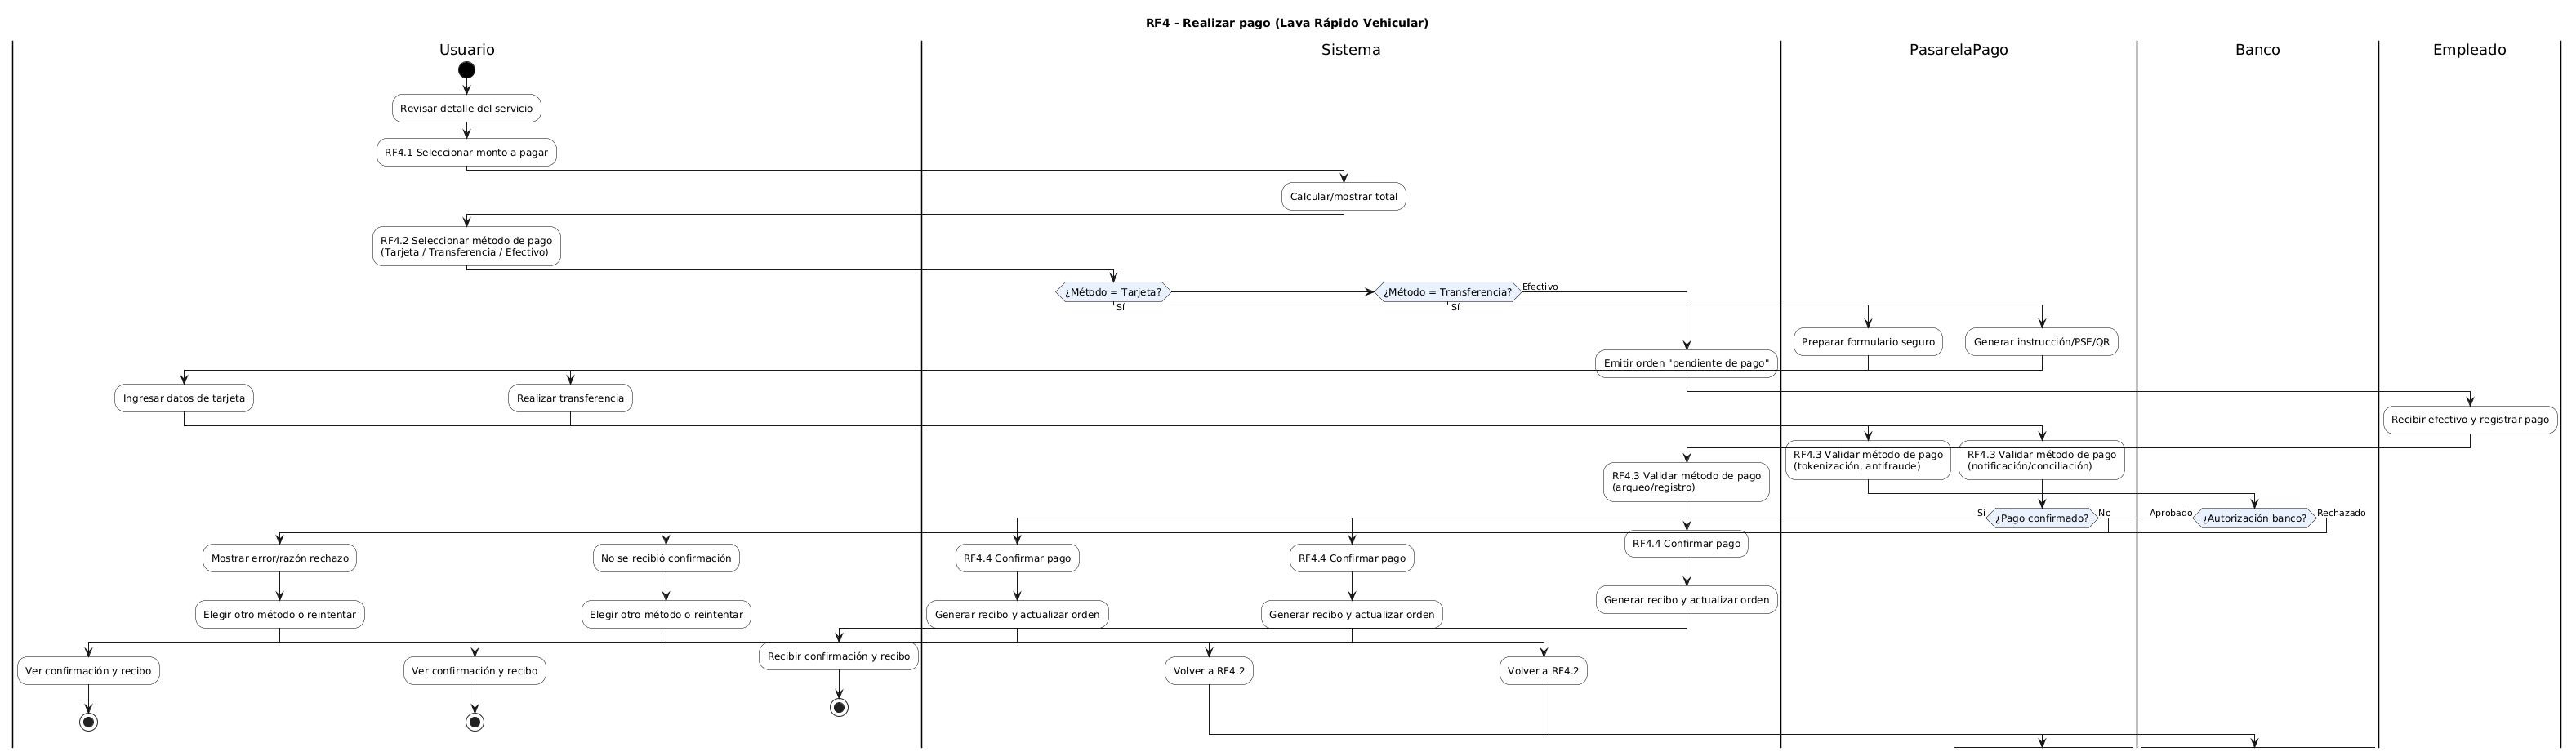 RF4 - Realizar pago (Lava Rápido Vehicular)
Usuario
Sistema
PasarelaPago
Banco
Empleado
Revisar detalle del servicio
RF4.1 Seleccionar monto a pagar
Calcular/mostrar total
RF4.2 Seleccionar método de pago
(Tarjeta / Transferencia / Efectivo)
¿Método = Tarjeta?
Sí
¿Método = Transferencia?
Sí
Efectivo
Preparar formulario seguro
Generar instrucción/PSE/QR
Emitir orden "pendiente de pago"
Ingresar datos de tarjeta
Realizar transferencia
Recibir efectivo y registrar pago
RF4.3 Validar método de pago
(tokenización, antifraude)
RF4.3 Validar método de pago
(notificación/conciliación)
RF4.3 Validar método de pago
(arqueo/registro)
Sí
¿Pago confirmado?
No
Aprobado
¿Autorización banco?
Rechazado
Mostrar error/razón rechazo
No se recibió confirmación
RF4.4 Confirmar pago
RF4.4 Confirmar pago
RF4.4 Confirmar pago
Elegir otro método o reintentar
Elegir otro método o reintentar
Generar recibo y actualizar orden
Generar recibo y actualizar orden
Generar recibo y actualizar orden
Ver confirmación y recibo
Ver confirmación y recibo
Recibir confirmación y recibo
Volver a RF4.2
Volver a RF4.2